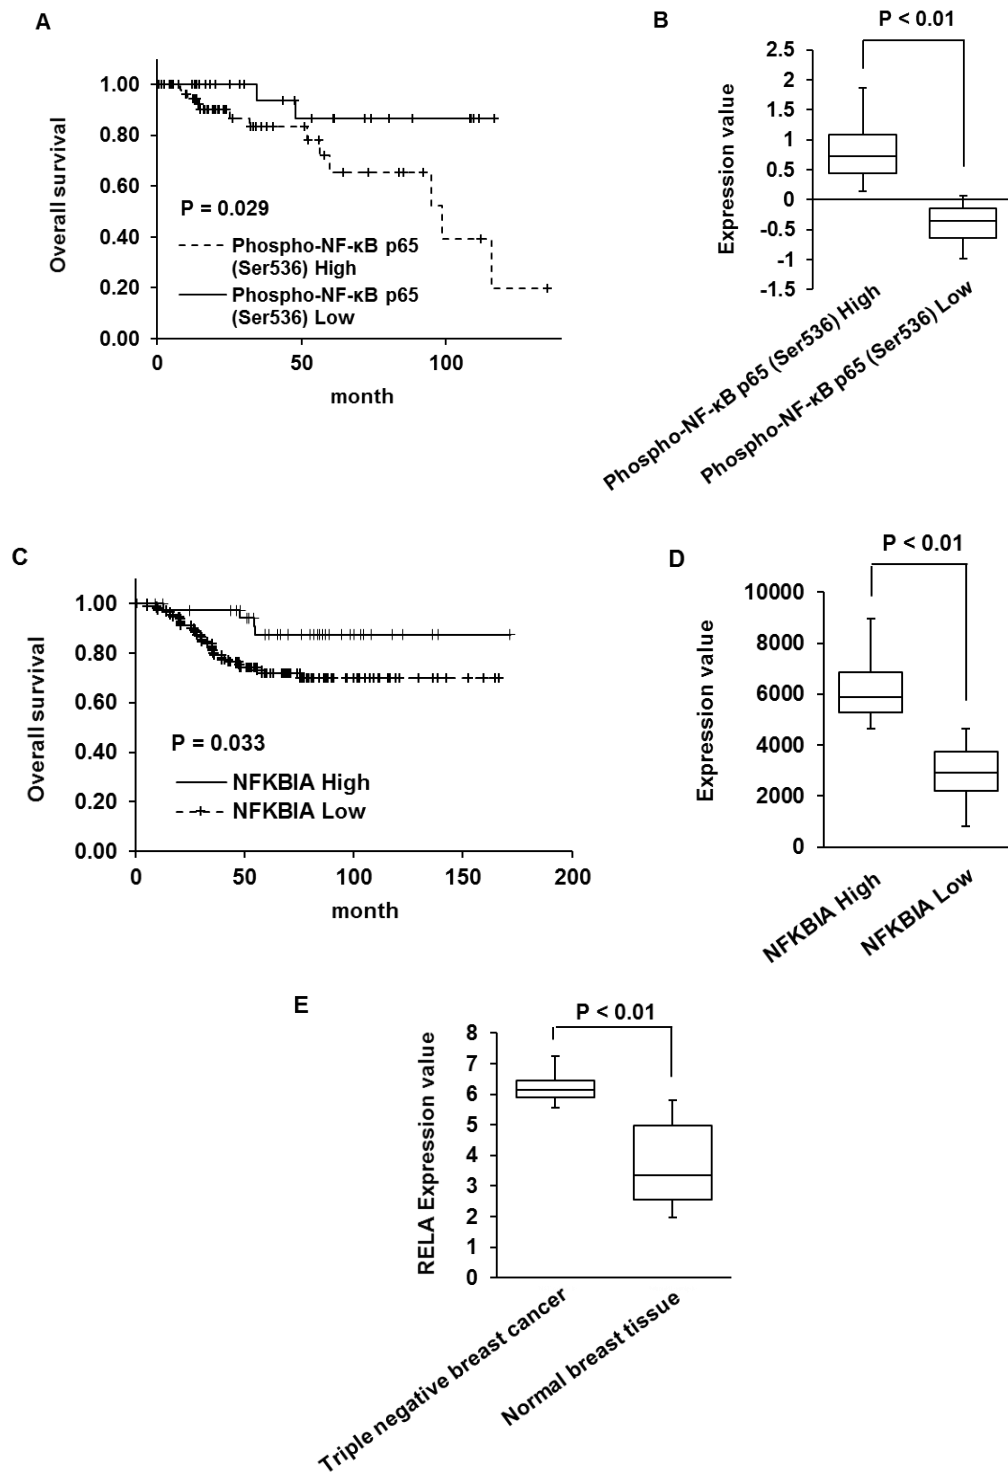 A
1.00
0.80
0.60
0.40
0.20
0.00
Overall survival
P = 0.029
Phospho-NF-κB p65
(Ser536) High
Phospho-NF-κB p65
(Ser536) Low
0
50
100
month
B
P < 0.01
2.5
2
1.5
1
0.5
0
-0.5
-1
-1.5
Expression value
Phospho-NF-κB p65 (Ser536) High
Phospho-NF-κB p65 (Ser536) Low
C
1.00
0.80
0.60
0.40
0.20
0.00
Overall survival
P = 0.033
NFKBIA High
NFKBIA Low
0
50
100
150
200
month
D
P < 0.01
10000
8000
6000
4000
2000
0
Expression value
NFKBIA High
NFKBIA Low
E
P < 0.01
8
7
6
5
4
3
2
1
0
RELA Expression value
Triple negative breast cancer
Normal breast tissue